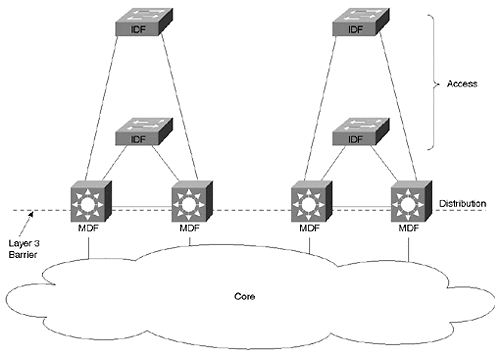 IDF
IDF
Access
IDF
IDF
Distribution
MDF
MDF
MDF
MDF
Layer 3
Barrier
Core